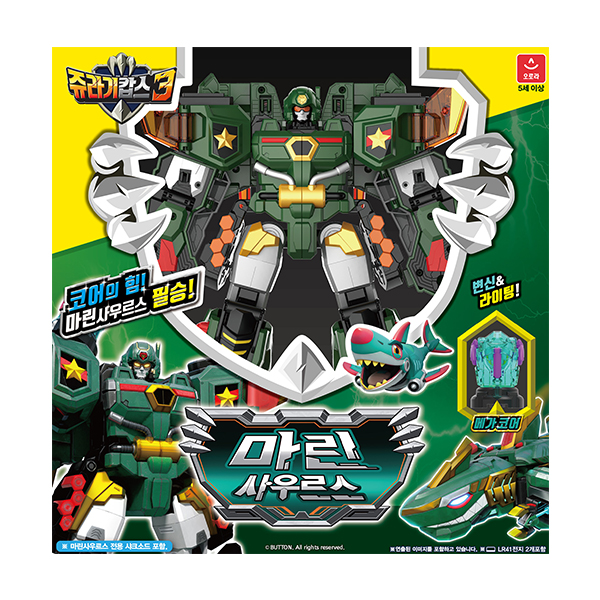 쥬라기캅스3
오로라
5세 이상
코어의 힘!
마린사우르스 필승!
변신&
라이팅!
메가 코어
마린
사우르스
※ 마린사우르스 전용 샤크소드 포함.
© BUTTON. All rights reserved.
※연출된 이미지를 포함하고 있습니다. ※ LR41전지 2개포함